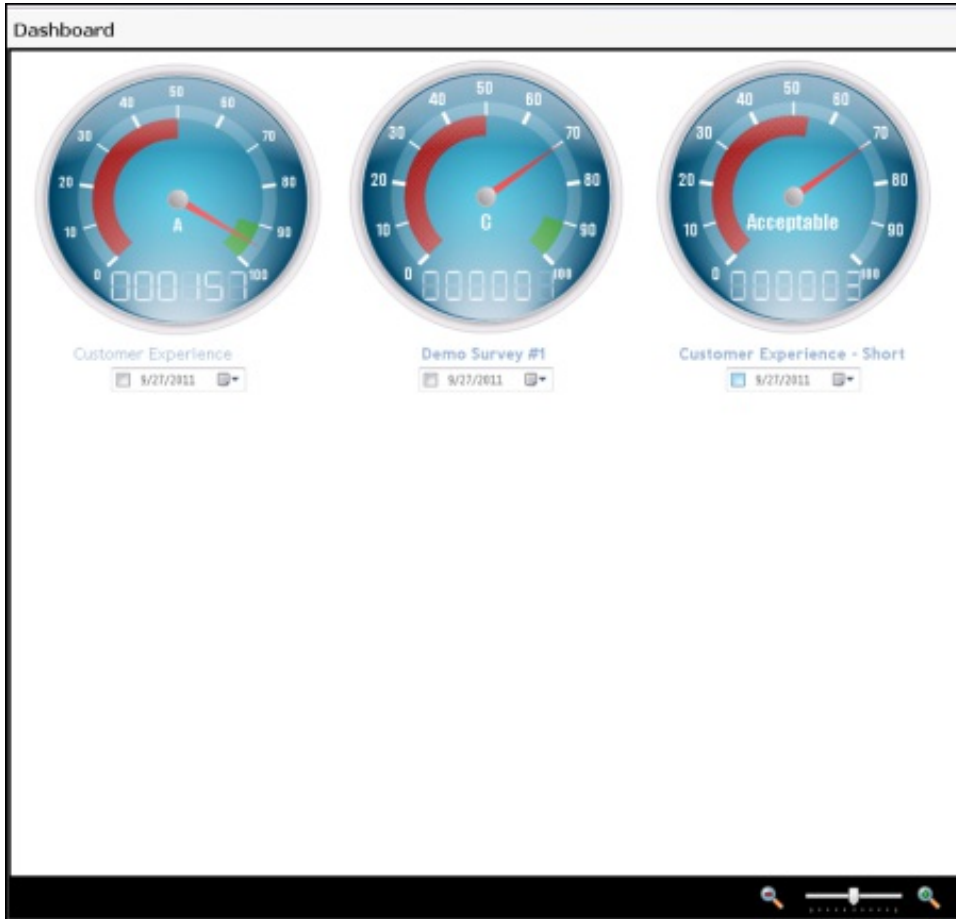 Dashboard
0 10 20 30 40 50 60 70 80 90 100
A
000157
0 10 20 30 40 50 60 70 80 90 100
C
000001
0 10 20 30 40 50 60 70 80 90 100
Acceptable
000003
Customer Experience
Demo Survey #1
Customer Experience - Short
9/27/2011
9/27/2011
9/27/2011